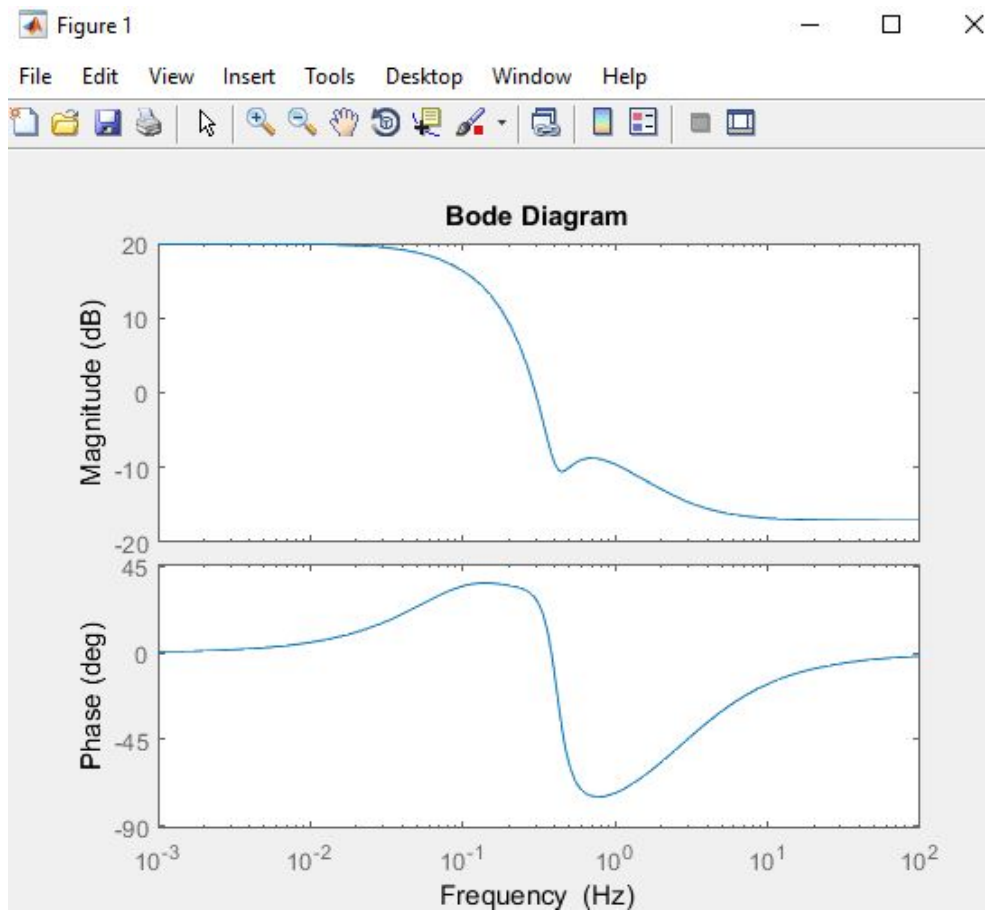 Figure 1
File Edit View Insert Tools Desktop Window Help
Bode Diagram
Magnitude (dB)
20
10
0
-10
-20
Phase (deg)
45
0
-45
-90
10^-3 10^-2 10^-1 10^0 10^1 10^2
Frequency (Hz)